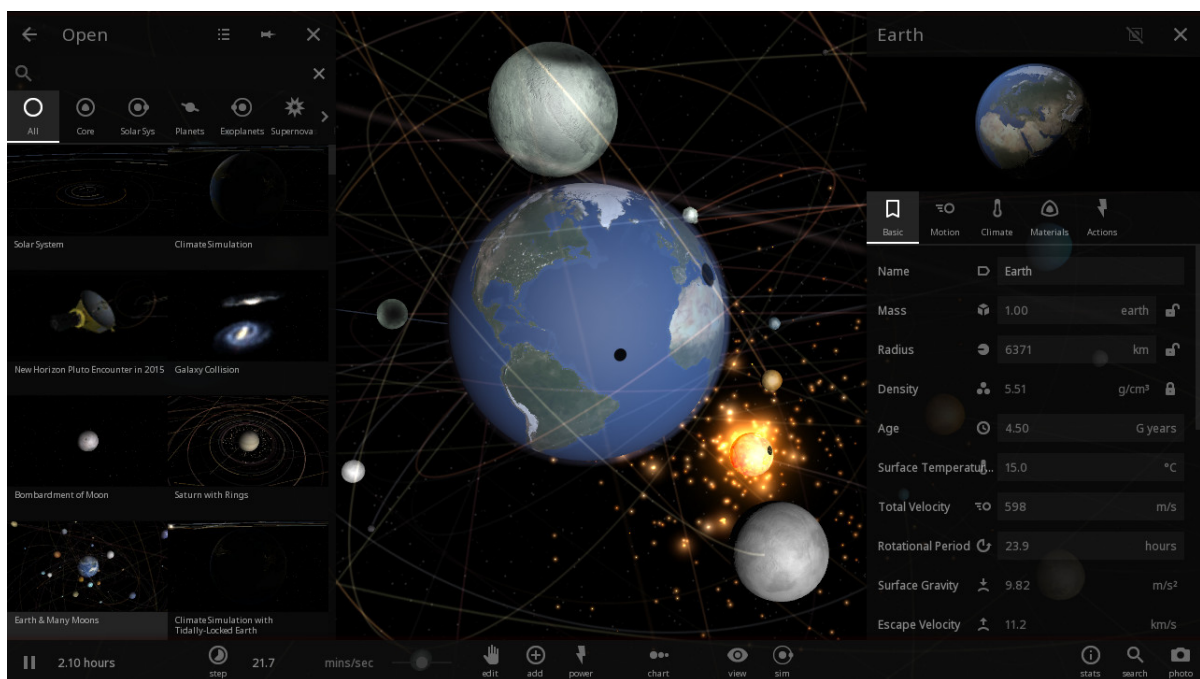 Open
All
Core
Solar Sys
Planets
Exoplanets
Supernova
Solar System
Climate Simulation
New Horizon Pluto Encounter in 2015
Galaxy Collision
Bombardment of Moon
Saturn with Rings
Earth & Many Moons
Climate Simulation with
Tidally-Locked Earth
Earth
Basic
Motion
Climate
Materials
Actions
Name Earth
Mass 1.00 earth
Radius 6371 km
Density 5.51 g/cm³
Age 4.50 G years
Surface Temperatur... 15.0 °C
Total Velocity 598 m/s
Rotational Period 23.9 hours
Surface Gravity 9.82 m/s²
Escape Velocity 11.2 km/s
2.10 hours
step
21.7 mins/sec
edit
add
power
chart
view
sim
stats
search
photo